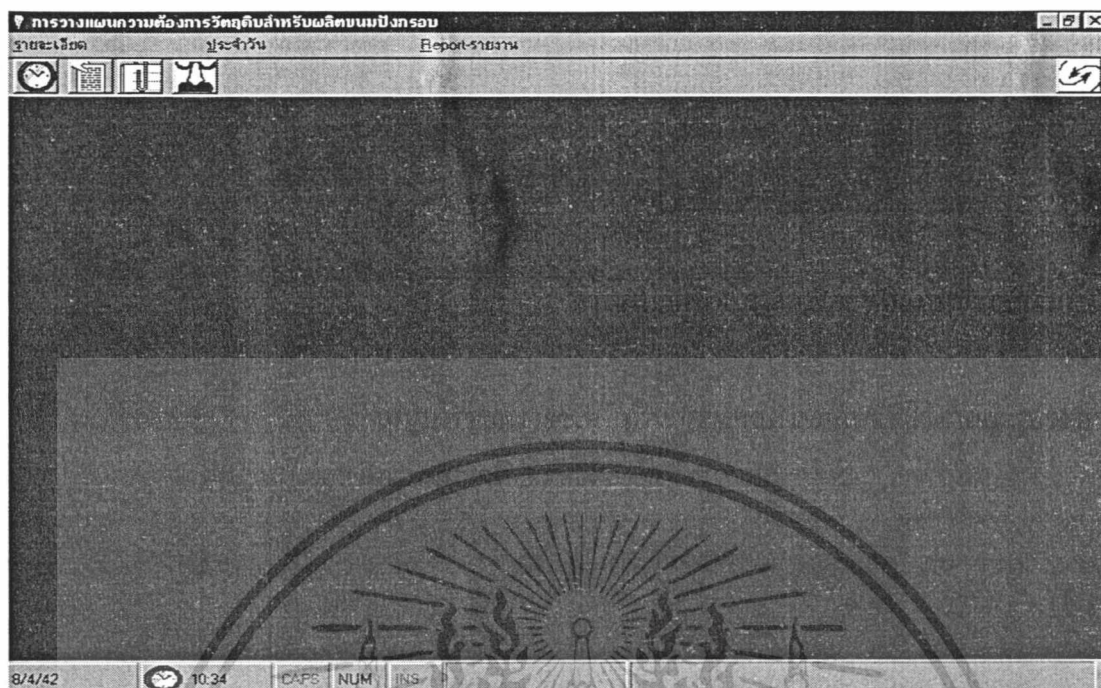 การวางแผนความต้องการวัตถุดิบสำหรับผลิตขนมปังกรอบ
รายะเอียด ประจำวัน Report-รายงาน
8/4/42 10:34 CAPS NUM INS